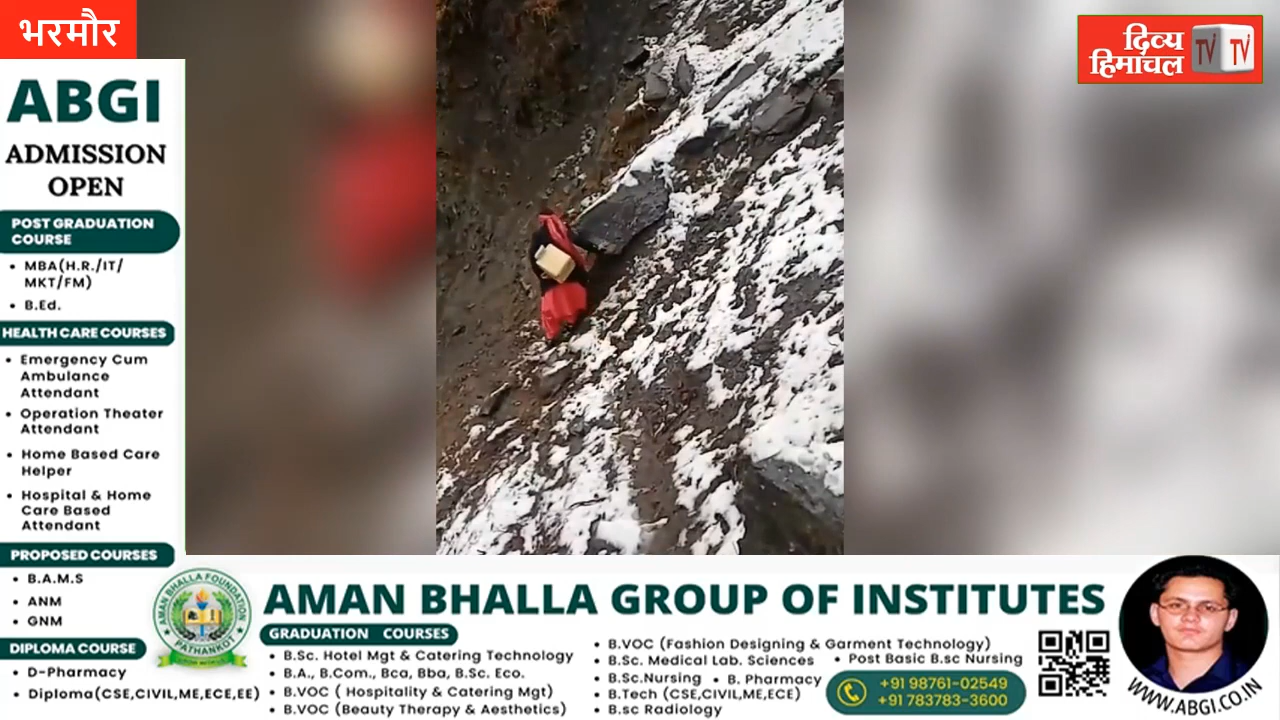 भरमौर
दिव्य
हिमाचल
TV TV
ABGI
ADMISSION
OPEN
POST GRADUATION
COURSE
• MBA(H.R./IT/
MKT/FM)
• B.Ed.
HEALTH CARE COURSES
• Emergency Cum
Ambulance
Attendant
• Operation Theater
Attendant
• Home Based Care
Helper
• Hospital & Home
Care Based
Attendant
PROPOSED COURSES
• B.A.M.S
• ANM
• GNM
DIPLOMA COURSE
• D-Pharmacy
• Diploma(CSE,CIVIL,ME,ECE,EE)
AMAN BHALLA FOUNDATION
PATHANKOT
AMAN BHALLA GROUP OF INSTITUTES
GRADUATION COURSES
• B.Sc. Hotel Mgt & Catering Technology
• B.A., B.Com., Bca, Bba, B.Sc. Eco.
• B.VOC ( Hospitality & Catering Mgt)
• B.VOC (Beauty Therapy & Aesthetics)
• B.VOC (Fashion Designing & Garment Technology)
• B.Sc. Medical Lab. Sciences • Post Basic B.sc Nursing
• B.Sc.Nursing • B. Pharmacy
• B.Tech (CSE,CIVIL,ME,ECE)
• B.sc Radiology
+91 98761-02549
+91 783783-3600
WWW.ABGI.CO.IN